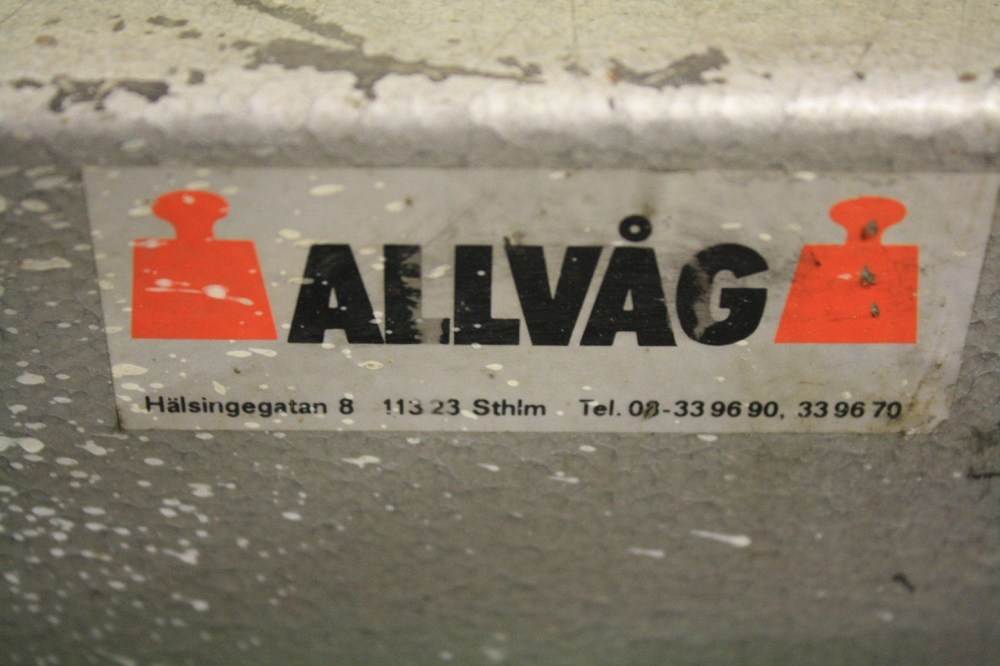 ALLVÅG
Hälsingegatan 8 113 23 Sthlm Tel. 08-33 96 90, 33 96 70